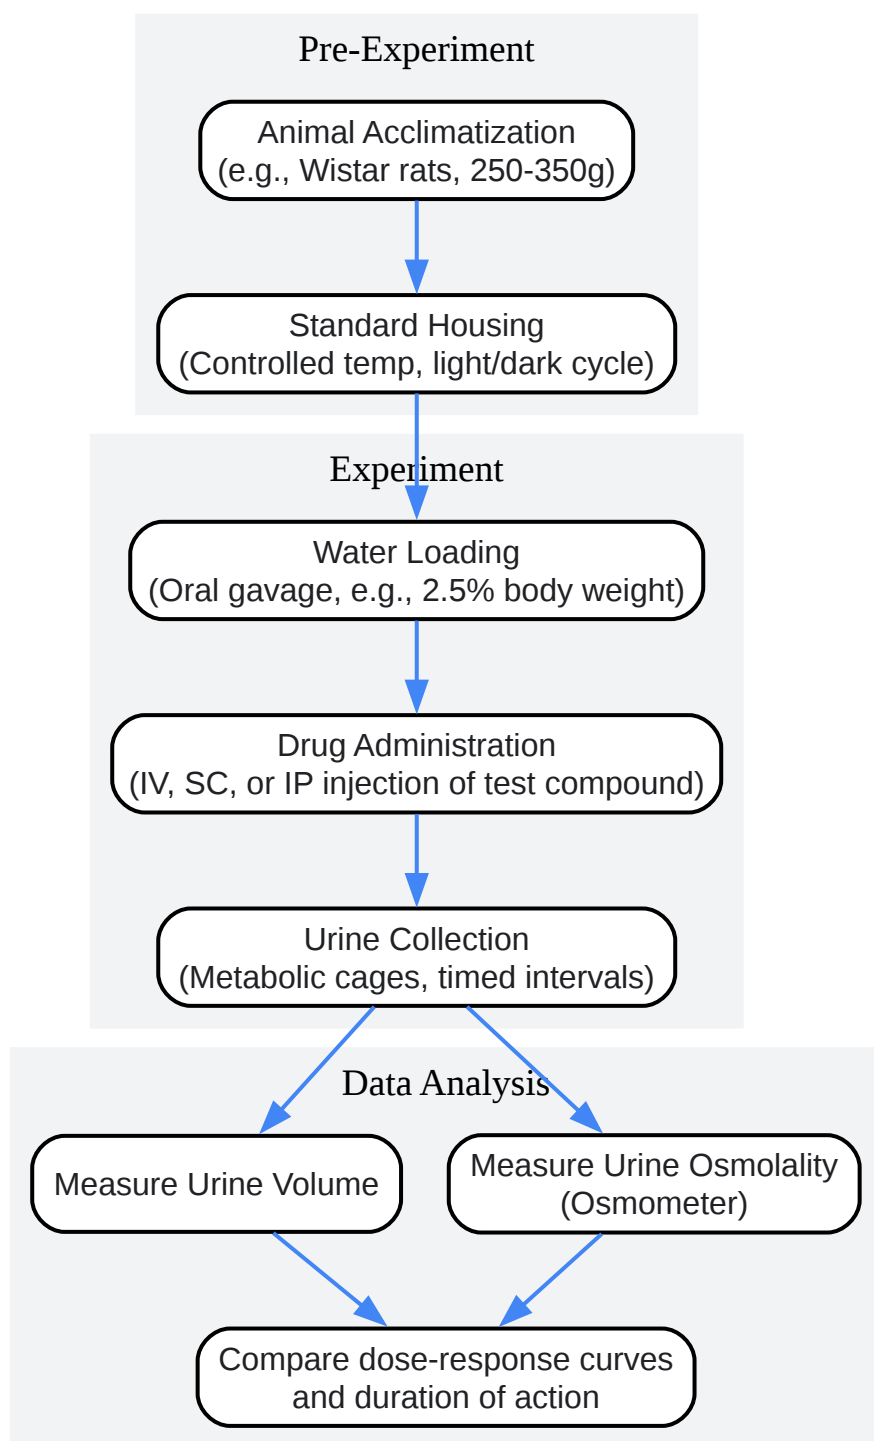 Pre-Experiment
Animal Acclimatization
(e.g., Wistar rats, 250-350g)
Standard Housing
(Controlled temp, light/dark cycle)
Experiment
Water Loading
(Oral gavage, e.g., 2.5% body weight)
Drug Administration
(IV, SC, or IP injection of test compound)
Urine Collection
(Metabolic cages, timed intervals)
Data Analysis
Measure Urine Volume
Measure Urine Osmolality
(Osmometer)
Compare dose-response curves
and duration of action